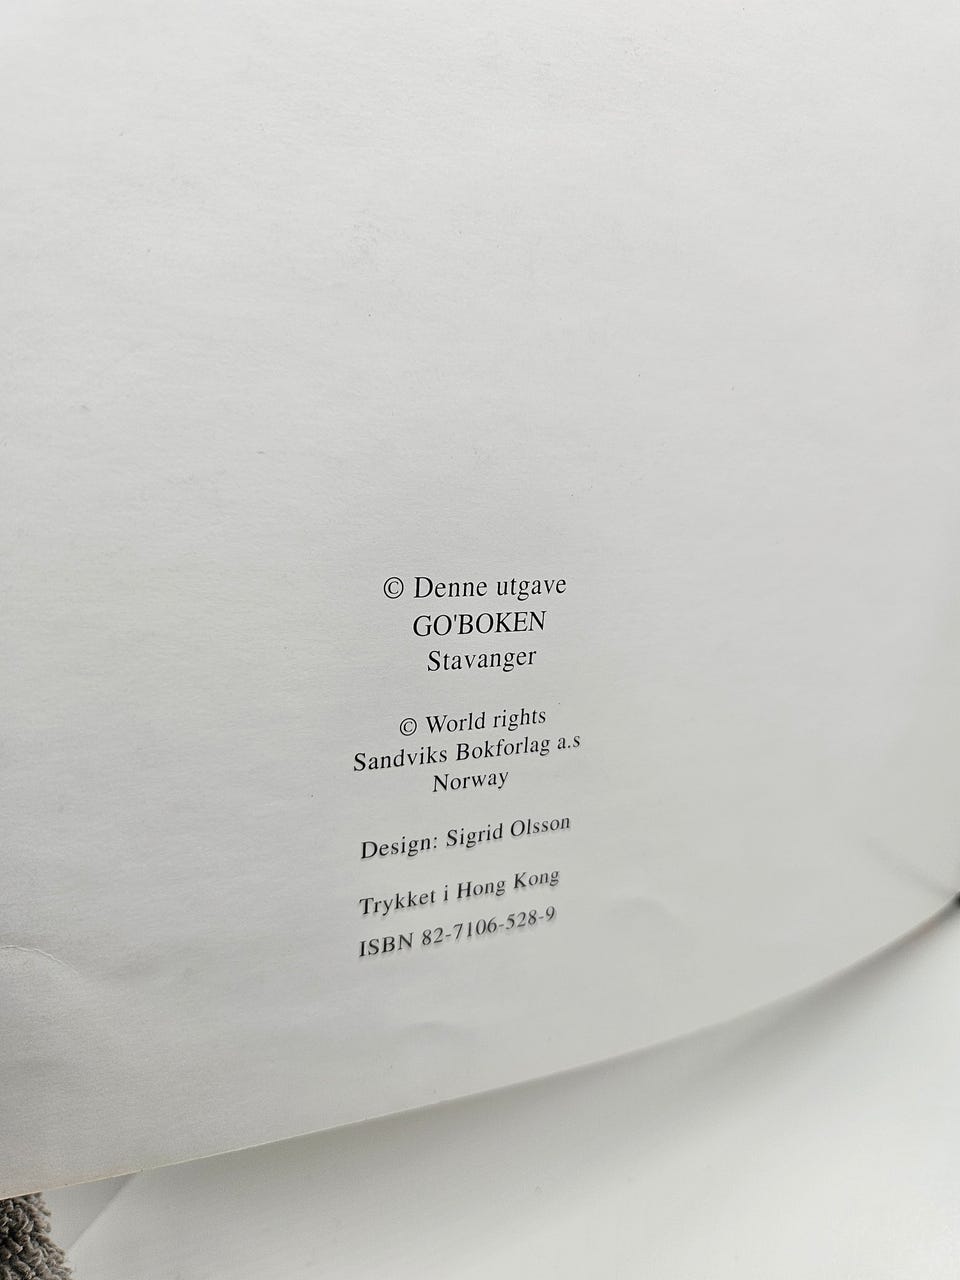 © Denne utgave
GO'BOKEN
Stavanger
© World rights
Sandviks Bokforlag a.s
Norway
Design: Sigrid Olsson
Trykket i Hong Kong
ISBN 82-7106-528-9